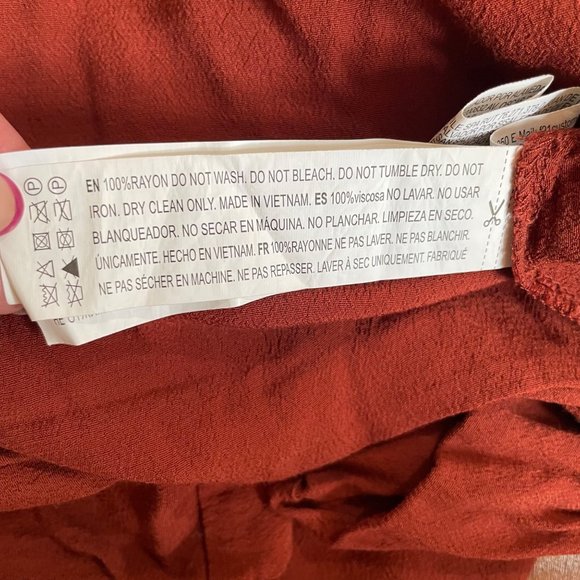 EN 100%RAYON DO NOT WASH. DO NOT BLEACH. DO NOT TUMBLE DRY. DO NOT
IRON. DRY CLEAN ONLY. MADE IN VIETNAM. ES 100%viscosa NO LAVAR. NO USAR
BLANQUEADOR. NO SECAR EN MÁQUINA. NO PLANCHAR. LIMPIEZA EN SECO.
ÚNICAMENTE. HECHO EN VIETNAM. FR 100%RAYONNE NE PAS LAVER. NE PAS BLANCHIR.
NE PAS SÉCHER EN MACHINE. NE PAS REPASSER. LAVER À SEC UNIQUEMENT. FABRIQUÉ
P P